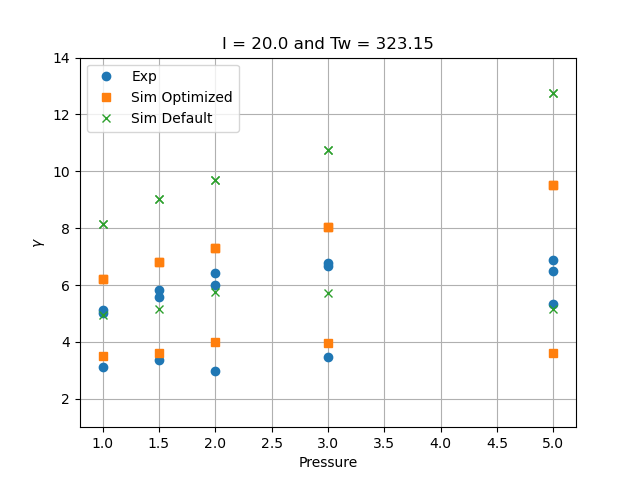 I = 20.0 and Tw = 323.15
14
12
10
8
6
4
2
γ
Exp
Sim Optimized
Sim Default
1.0 1.5 2.0 2.5 3.0 3.5 4.0 4.5 5.0
Pressure